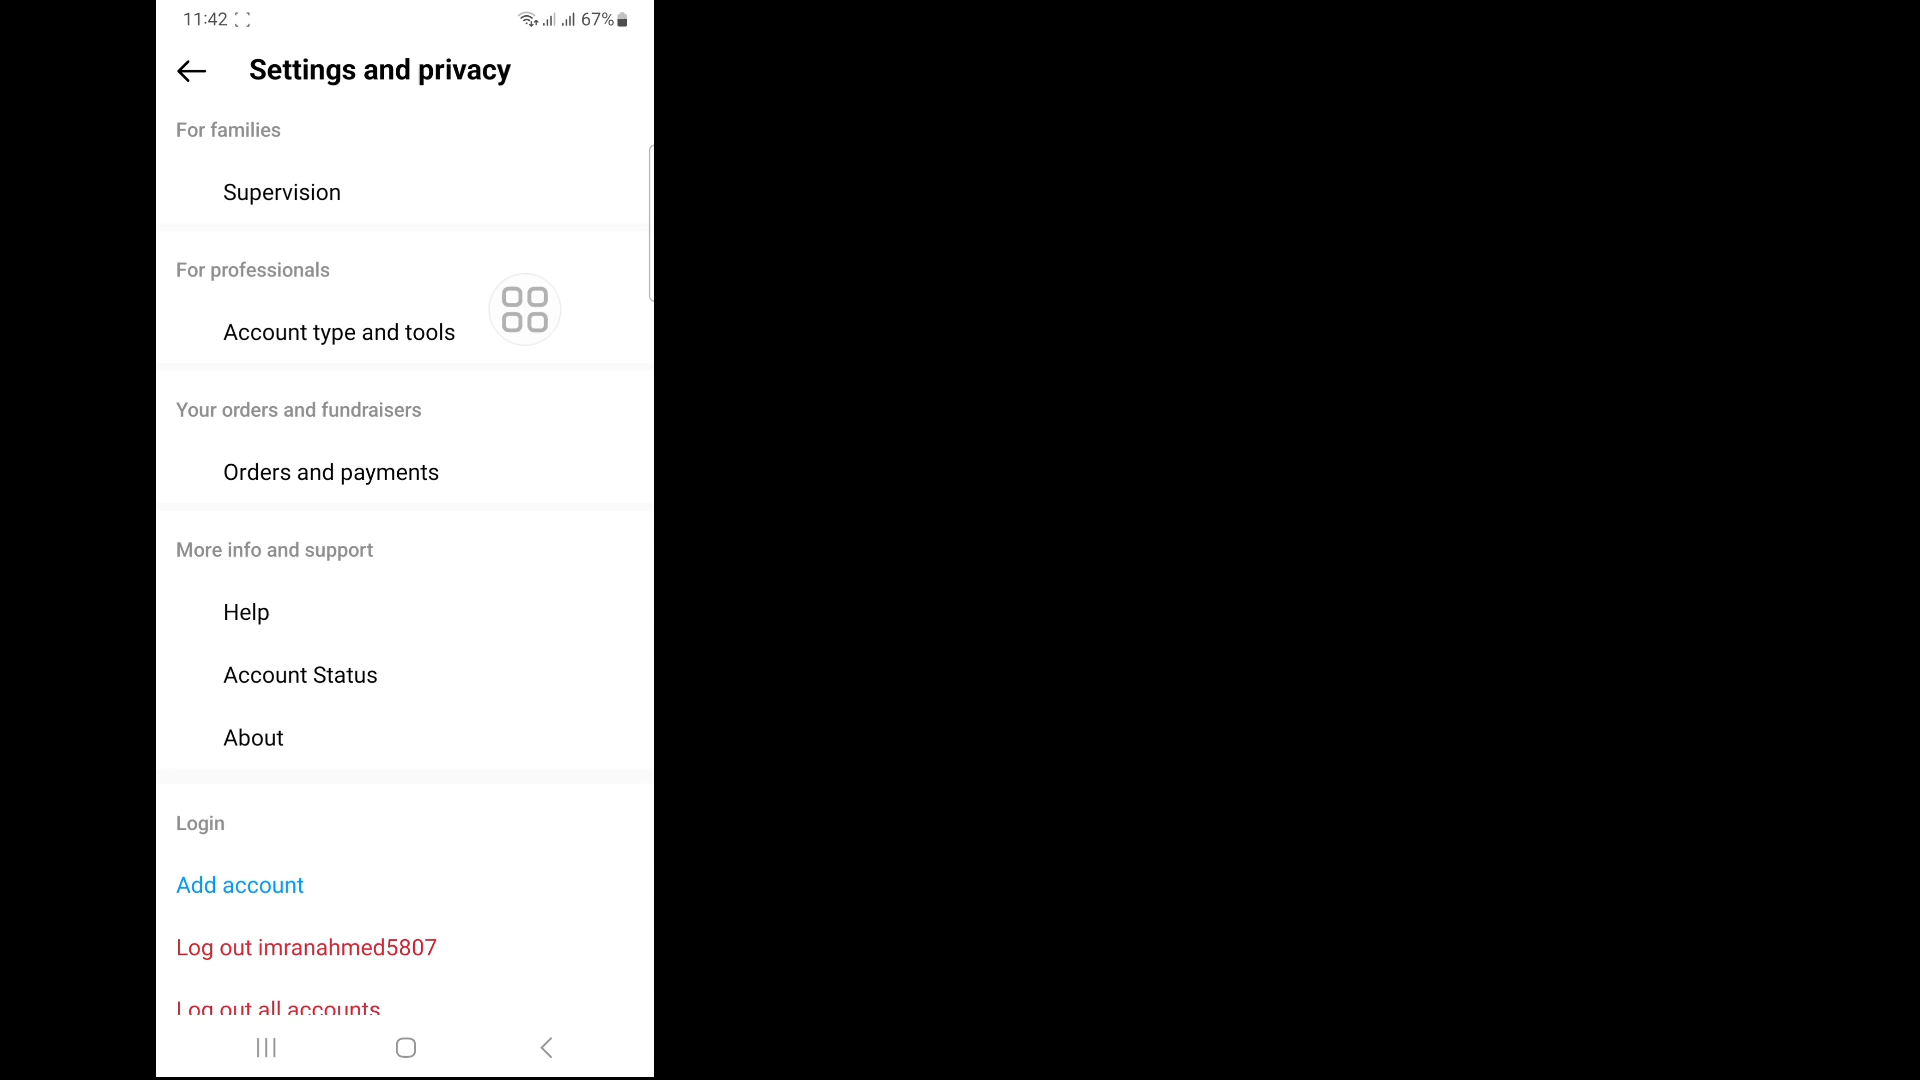 11:42 67%
Settings and privacy
For families
Supervision
For professionals
Account type and tools
Your orders and fundraisers
Orders and payments
More info and support
Help
Account Status
About
Login
Add account
Log out imranahmed5807
Log out all accounts